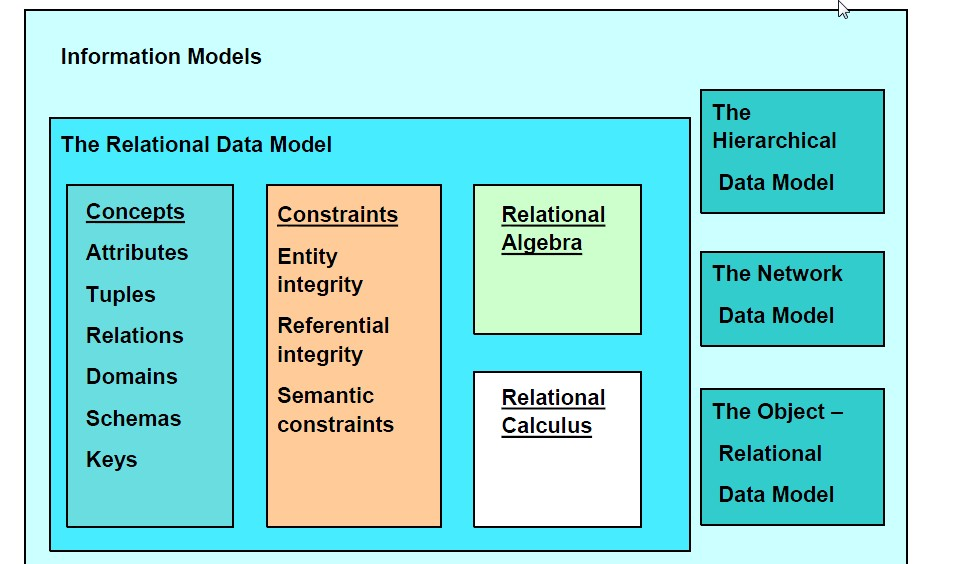 Information Models
The Relational Data Model
Concepts
Attributes
Tuples
Relations
Domains
Schemas
Keys
Constraints
Entity
integrity
Referential
integrity
Semantic
constraints
Relational
Algebra
Relational
Calculus
The
Hierarchical
Data Model
The Network
Data Model
The Object –
Relational
Data Model